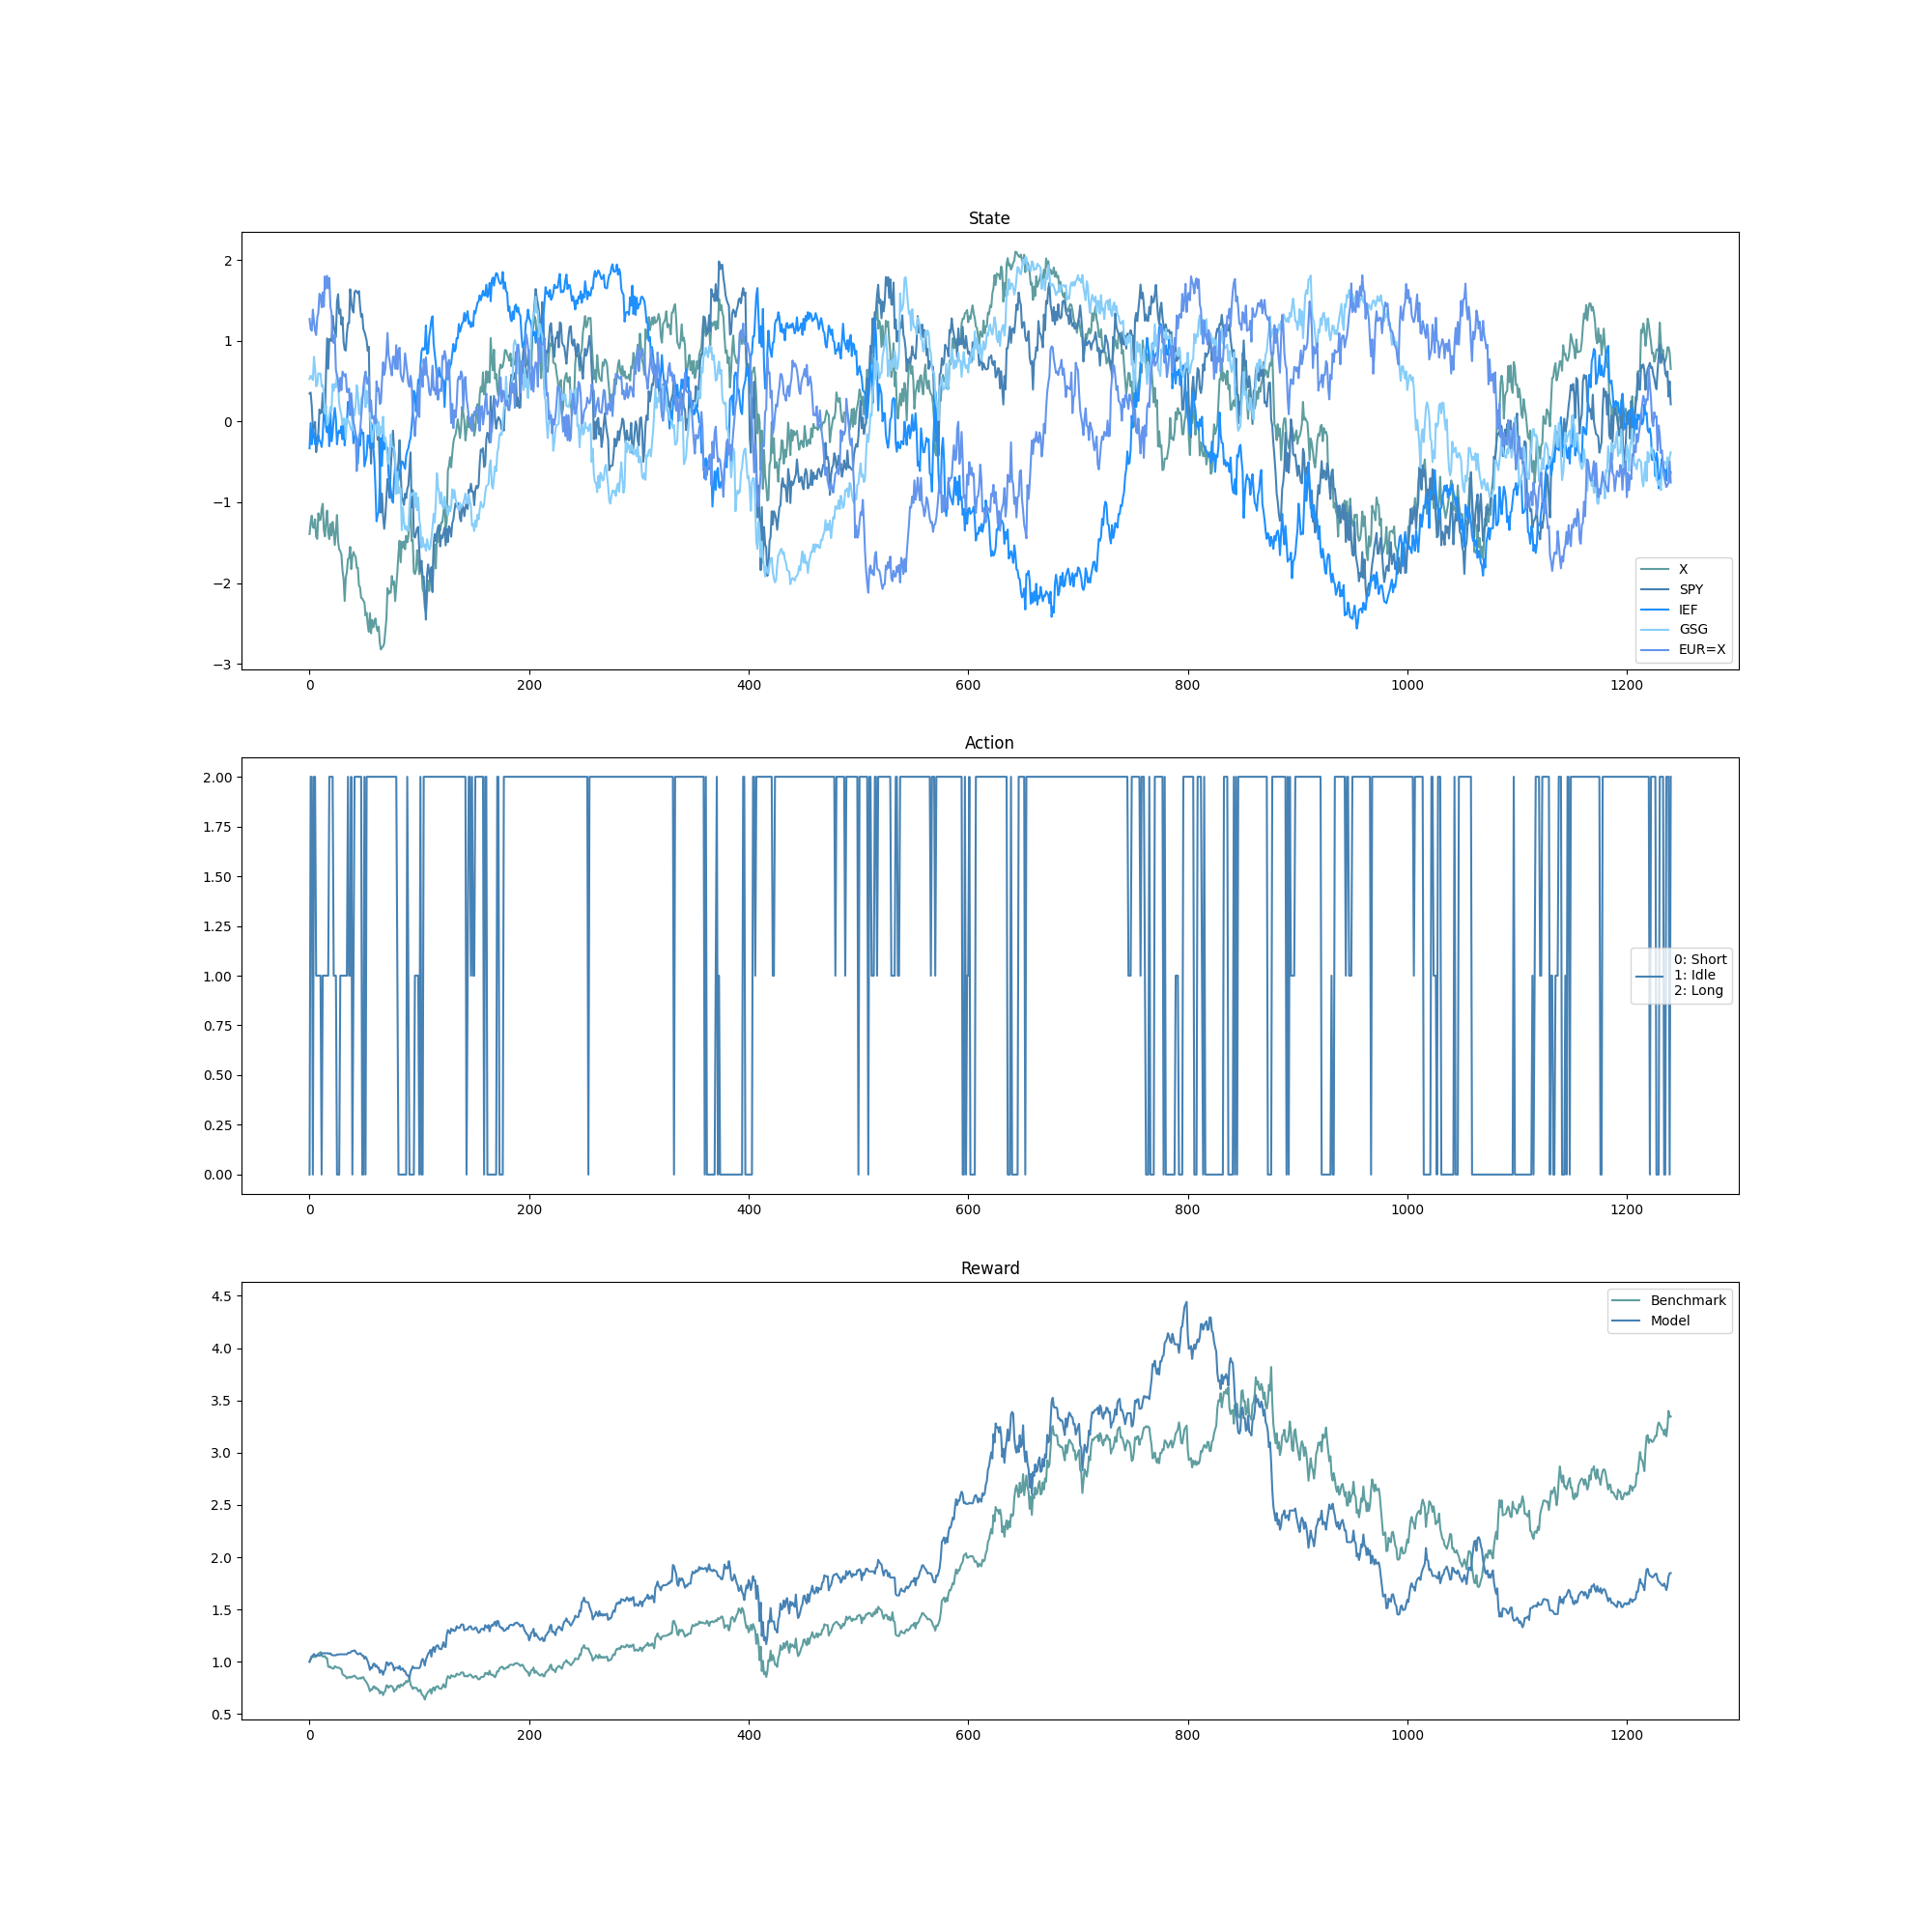 State
2
1
0
−1
−2
−3
0 200 400 600 800 1000 1200
X
SPY
IEF
GSG
EUR=X
Action
2.00
1.75
1.50
1.25
1.00
0.75
0.50
0.25
0.00
0 200 400 600 800 1000 1200
0: Short
1: Idle
2: Long
Reward
4.5
4.0
3.5
3.0
2.5
2.0
1.5
1.0
0.5
0 200 400 600 800 1000 1200
Benchmark
Model